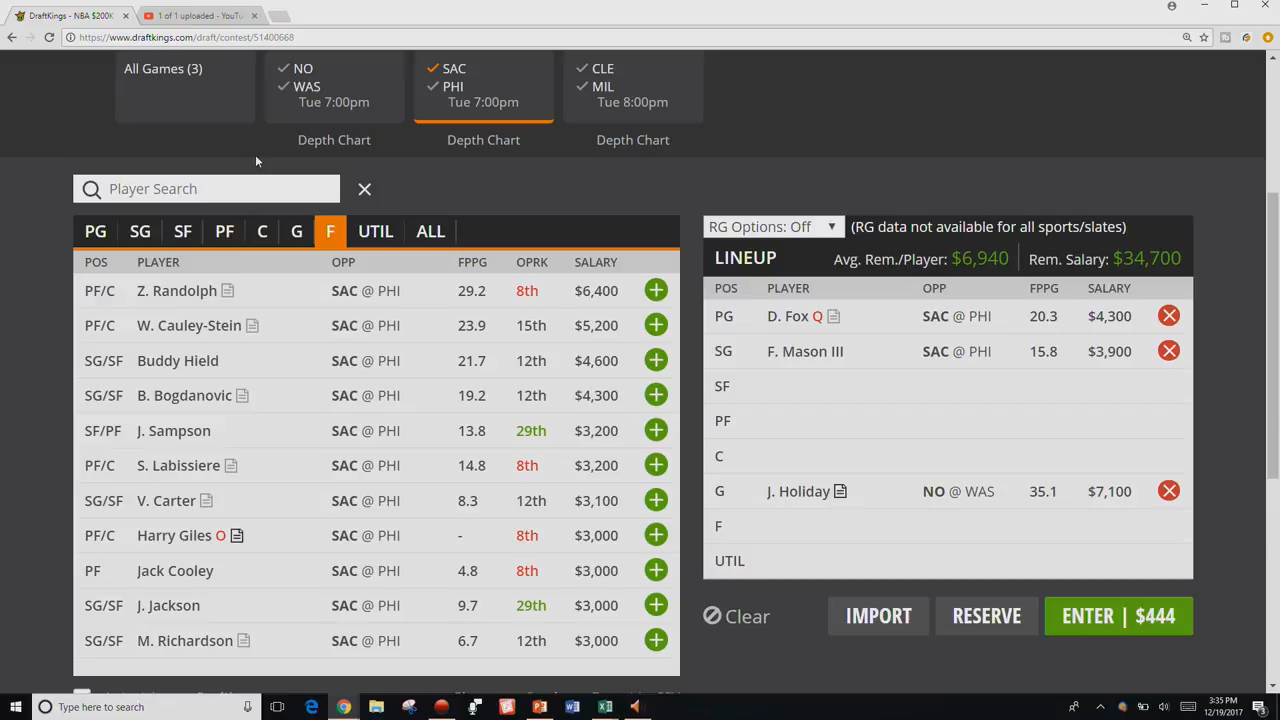 DraftKings - NBA $200K
1 of 1 uploaded - YouT
https://www.draftkings.com/draft/contest/51400668
All Games (3)
NO
WAS
Tue 7:00pm
SAC
PHI
Tue 7:00pm
CLE
MIL
Tue 8:00pm
Depth Chart Depth Chart Depth Chart
Player Search
PG SG SF PF C G F UTIL ALL
POS PLAYER OPP FPPG OPRK SALARY
PF/C Z. Randolph SAC @ PHI 29.2 8th $6,400
PF/C W. Cauley-Stein SAC @ PHI 23.9 15th $5,200
SG/SF Buddy Hield SAC @ PHI 21.7 12th $4,600
SG/SF B. Bogdanovic SAC @ PHI 19.2 12th $4,300
SF/PF J. Sampson SAC @ PHI 13.8 29th $3,200
PF/C S. Labissiere SAC @ PHI 14.8 8th $3,200
SG/SF V. Carter SAC @ PHI 8.3 12th $3,100
PF/C Harry Giles O SAC @ PHI - 8th $3,000
PF Jack Cooley SAC @ PHI 4.8 8th $3,000
SG/SF J. Jackson SAC @ PHI 9.7 29th $3,000
SG/SF M. Richardson SAC @ PHI 6.7 12th $3,000
RG Options: Off (RG data not available for all sports/slates)
LINEUP Avg. Rem./Player: $6,940 Rem. Salary: $34,700
POS PLAYER OPP FPPG SALARY
PG D. Fox Q SAC @ PHI 20.3 $4,300
SG F. Mason III SAC @ PHI 15.8 $3,900
SF
PF
C
G J. Holiday NO @ WAS 35.1 $7,100
F
UTIL
Clear IMPORT RESERVE ENTER | $444
Type here to search
3:35 PM
12/19/2017